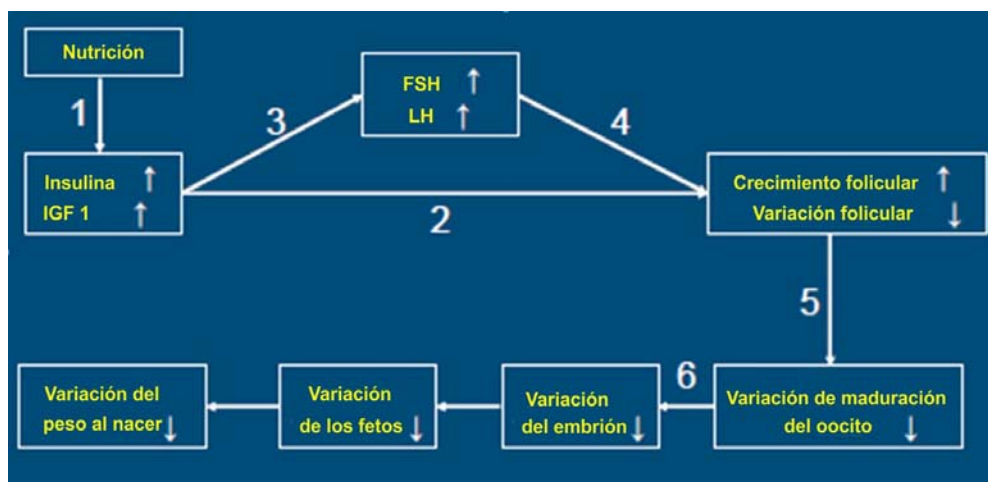 Nutrición
1
Insulina ↑
IGF 1 ↑
3
FSH ↑
LH ↑
4
2
Crecimiento folicular ↑
Variación folicular ↓
5
Variación de maduración
del oocito ↓
6
Variación
del embrión ↓
Variación
de los fetos ↓
Variación del
peso al nacer ↓